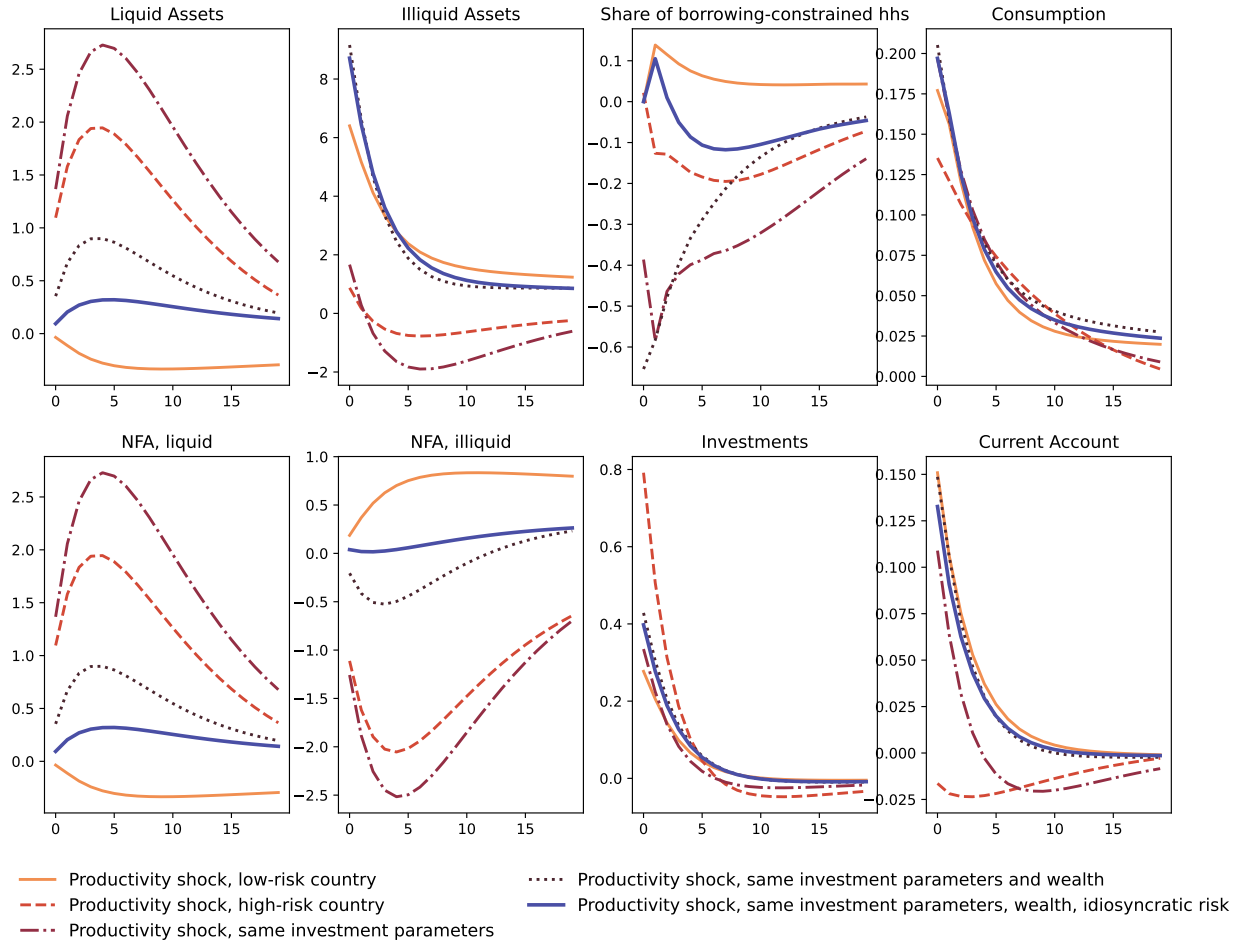 Liquid Assets
Illiquid Assets
Share of borrowing-constrained hhs
Consumption
2.5
2.0
1.5
1.0
0.5
0.0
0 5 10 15
8
6
4
2
0
−2
0 5 10 15
0.1
0.0
−0.1
−0.2
−0.3
−0.4
−0.5
−0.6
0 5 10 15
0.200
0.175
0.150
0.125
0.100
0.075
0.050
0.025
0.000
0 5 10 15
NFA, liquid
NFA, illiquid
Investments
Current Account
2.5
2.0
1.5
1.0
0.5
0.0
0 5 10 15
1.0
0.5
0.0
−0.5
−1.0
−1.5
−2.0
−2.5
0 5 10 15
0.8
0.6
0.4
0.2
0.0
0 5 10 15
0.150
0.125
0.100
0.075
0.050
0.025
0.000
−0.025
0 5 10 15
Productivity shock, low-risk country
Productivity shock, high-risk country
Productivity shock, same investment parameters
Productivity shock, same investment parameters and wealth
Productivity shock, same investment parameters, wealth, idiosyncratic risk